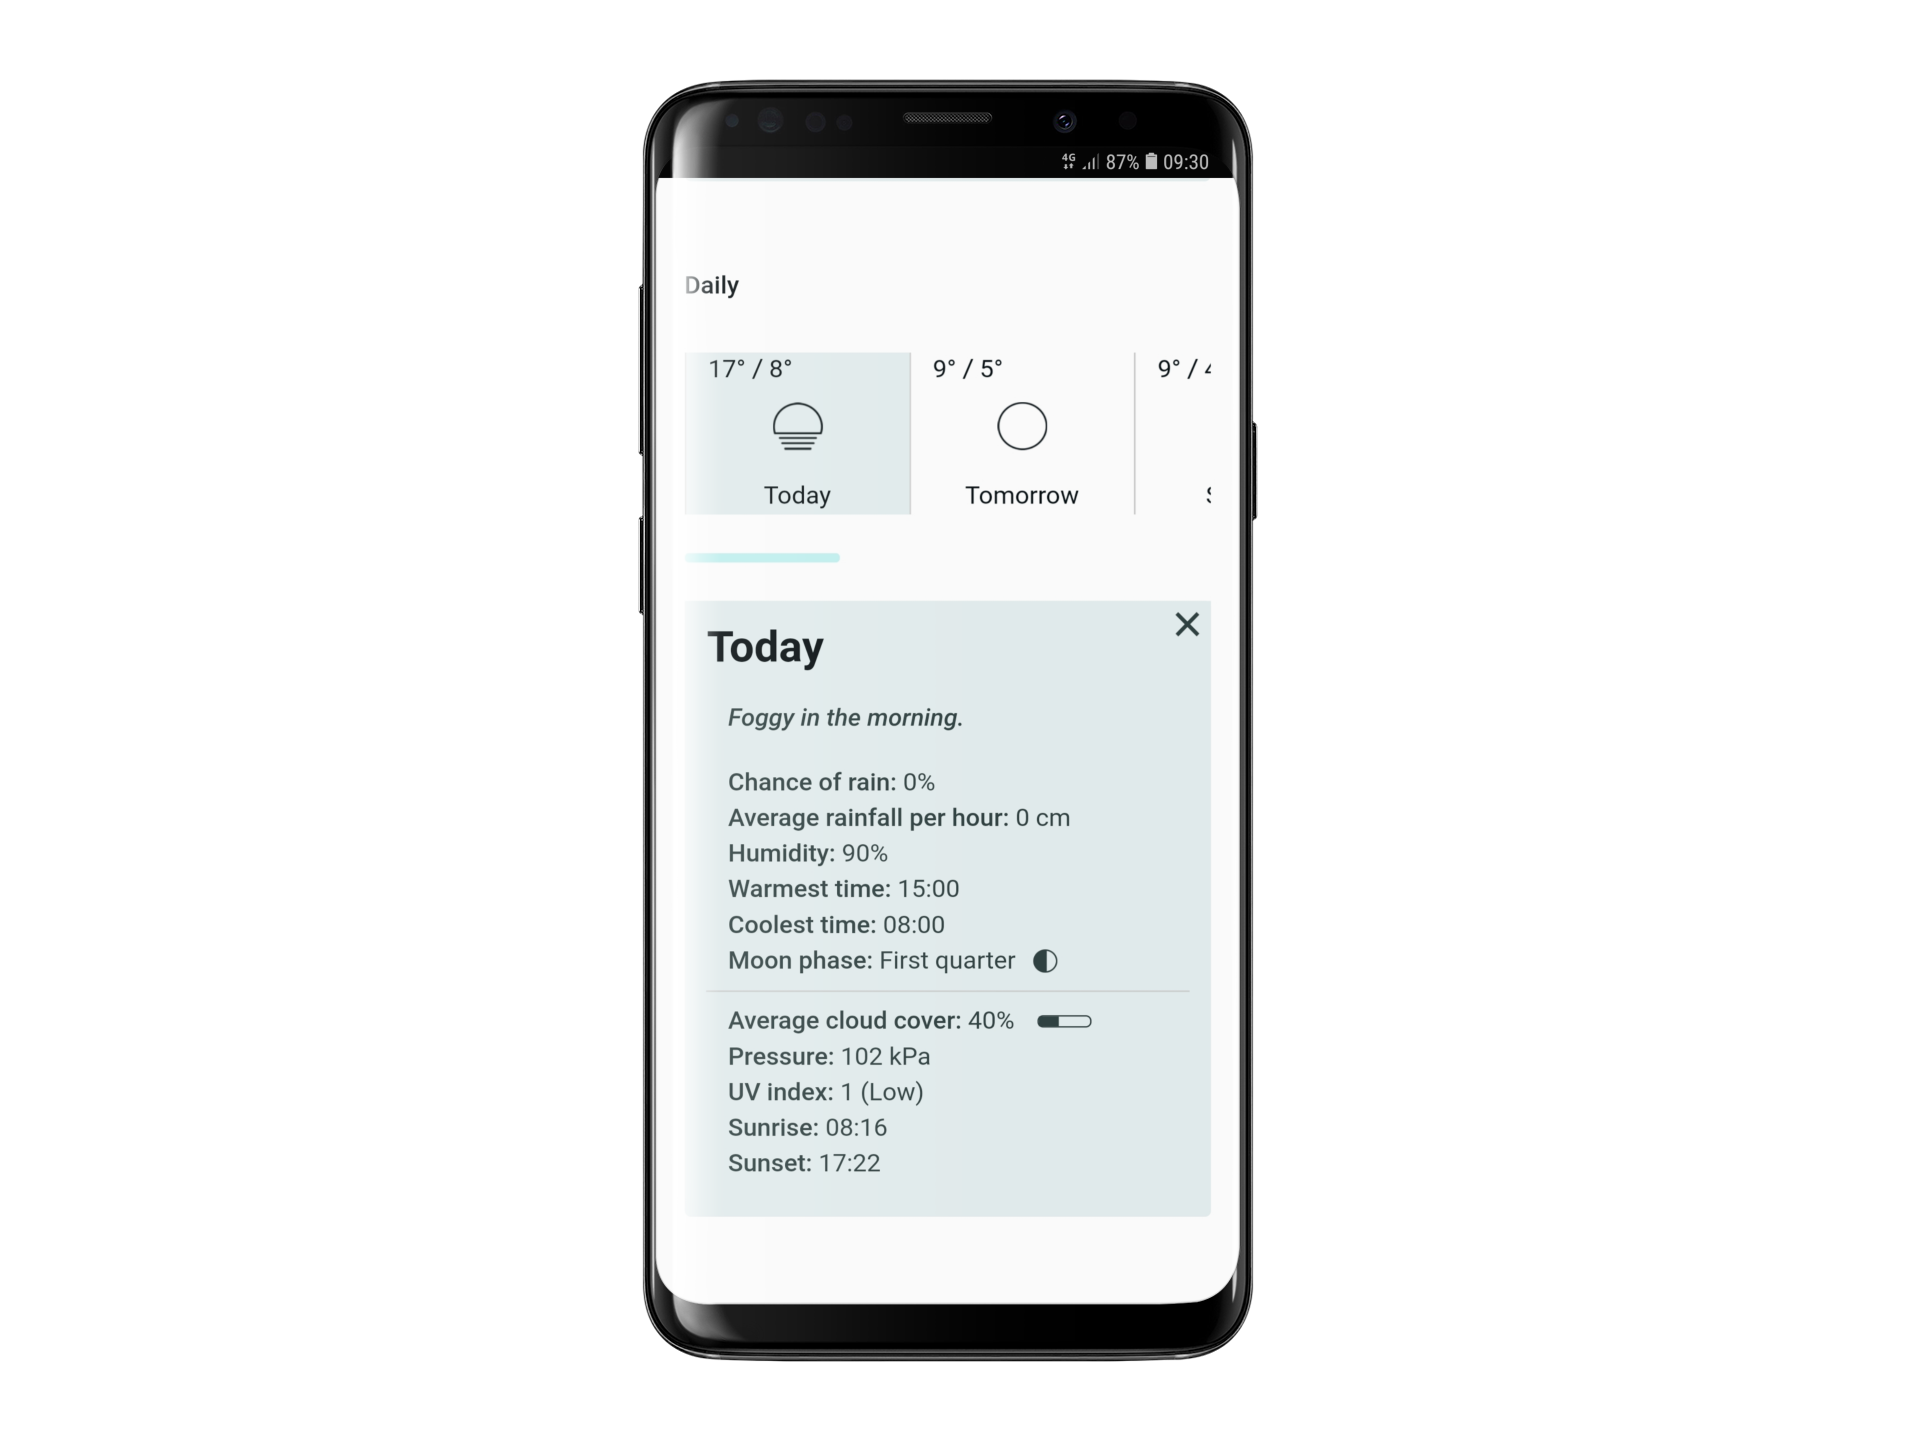 4G 87% 09:30
Daily
17° / 8°
9° / 5°
9° /
Today
Tomorrow
Today
Foggy in the morning.
Chance of rain: 0%
Average rainfall per hour: 0 cm
Humidity: 90%
Warmest time: 15:00
Coolest time: 08:00
Moon phase: First quarter
Average cloud cover: 40%
Pressure: 102 kPa
UV index: 1 (Low)
Sunrise: 08:16
Sunset: 17:22